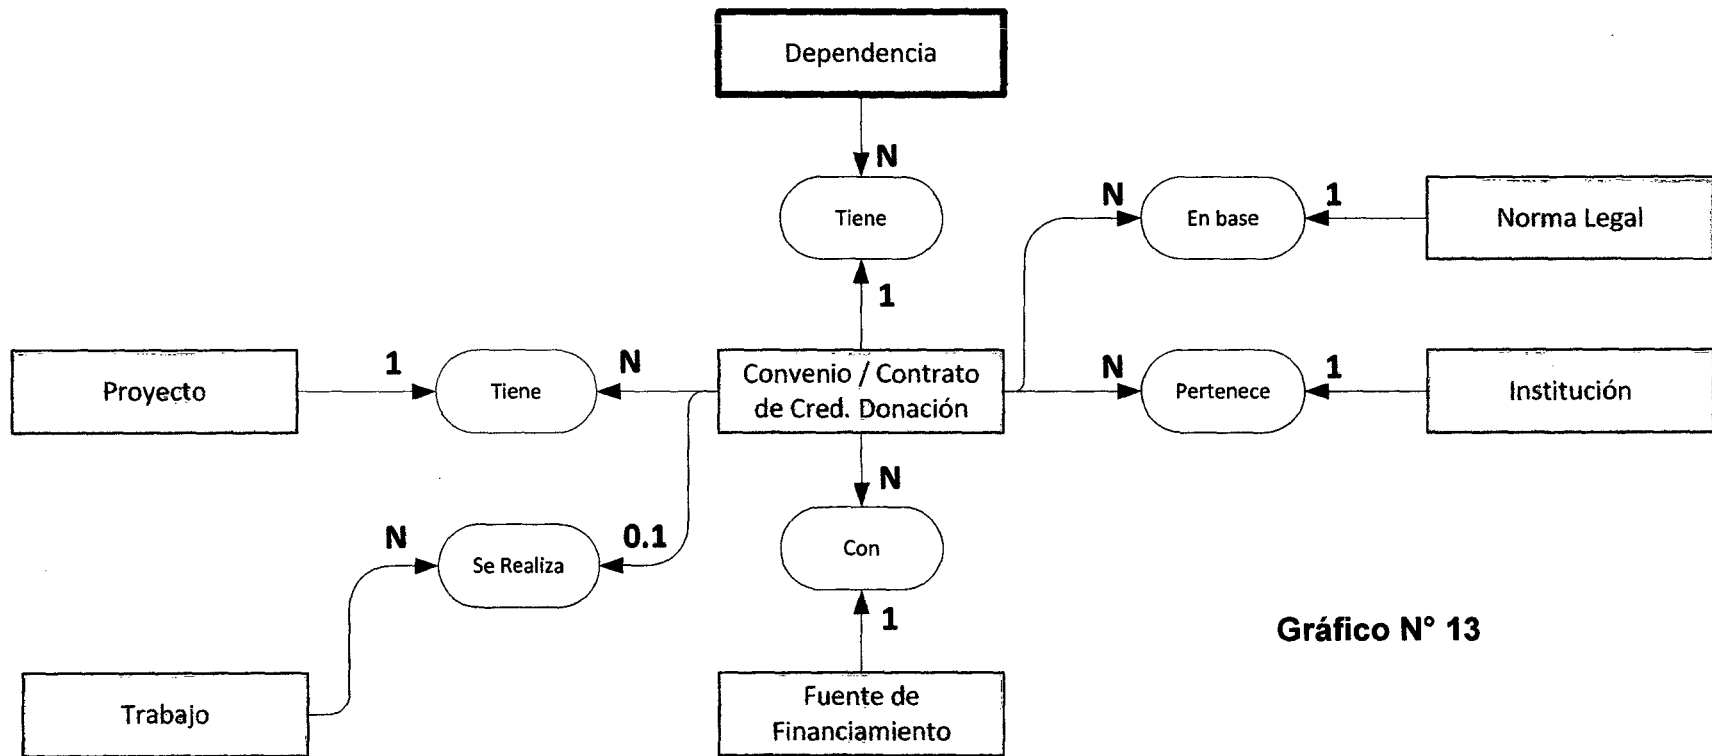 Dependencia
N
Tiene
1
N
En base
1
Norma Legal
Proyecto
1
Tiene
N
Convenio / Contrato
de Cred. Donación
N
Pertenece
1
Institución
N
Se Realiza
0.1
N
Con
1
Gráfico N° 13
Trabajo
Fuente de
Financiamiento